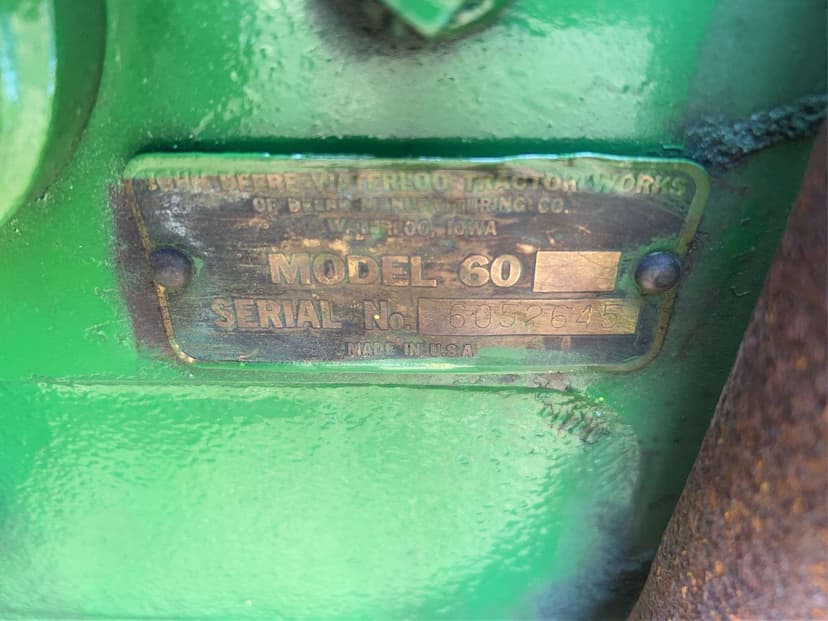 JOHN DEERE WATERLOO TRACTOR WORKS
OF DEERE MANUFACTURING CO.
WATERLOO, IOWA
MODEL 60
SERIAL No. 6052645
MADE IN U.S.A.